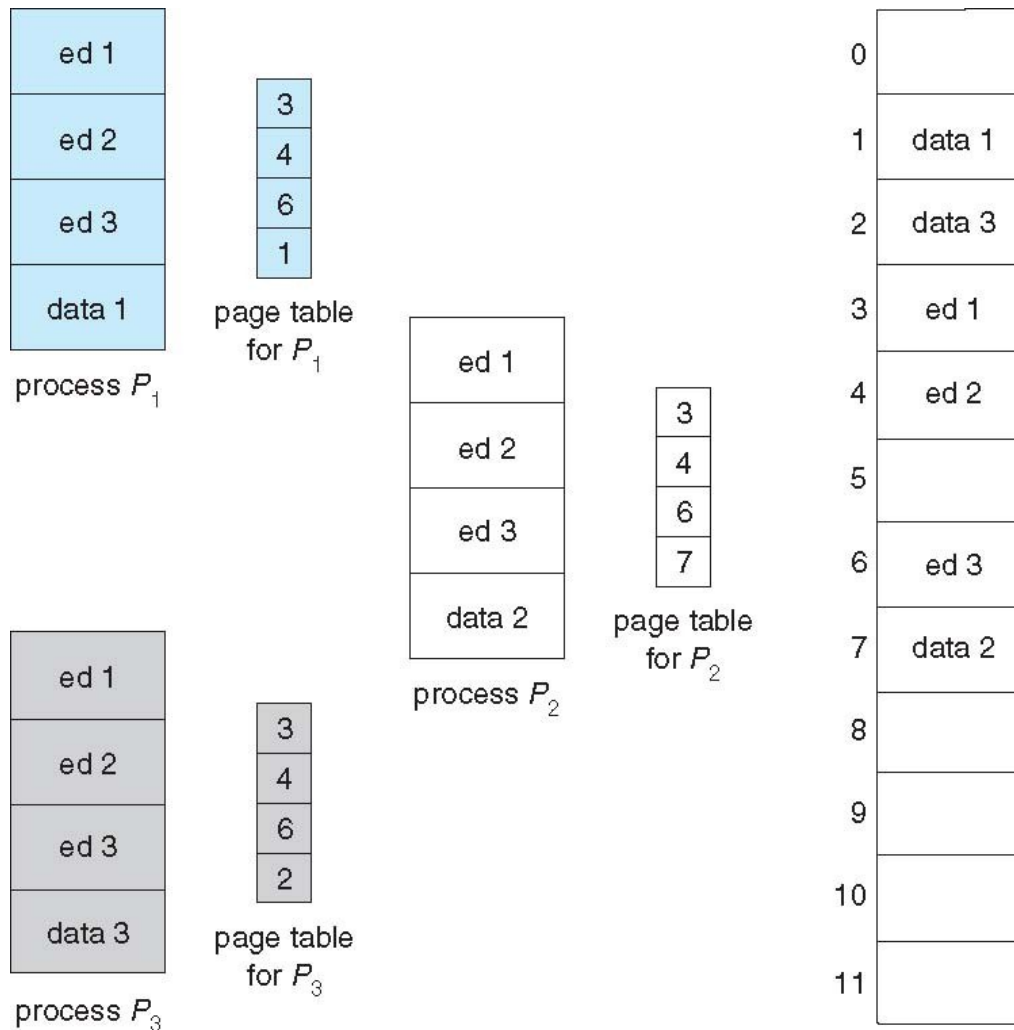 ed 1
ed 2
ed 3
data 1
process P₁
3
4
6
1
page table
for P₁
ed 1
ed 2
ed 3
data 2
process P₂
3
4
6
7
page table
for P₂
ed 1
ed 2
ed 3
data 3
process P₃
3
4
6
2
page table
for P₃
0
1 data 1
2 data 3
3 ed 1
4 ed 2
5
6 ed 3
7 data 2
8
9
10
11